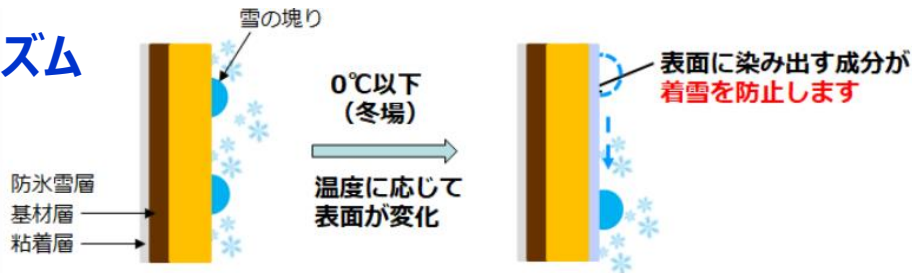 ズム
雪の塊り
防氷雪層
基材層
粘着層
0℃以下
（冬場）
温度に応じて
表面が変化
表面に染み出す成分が
着雪を防止します